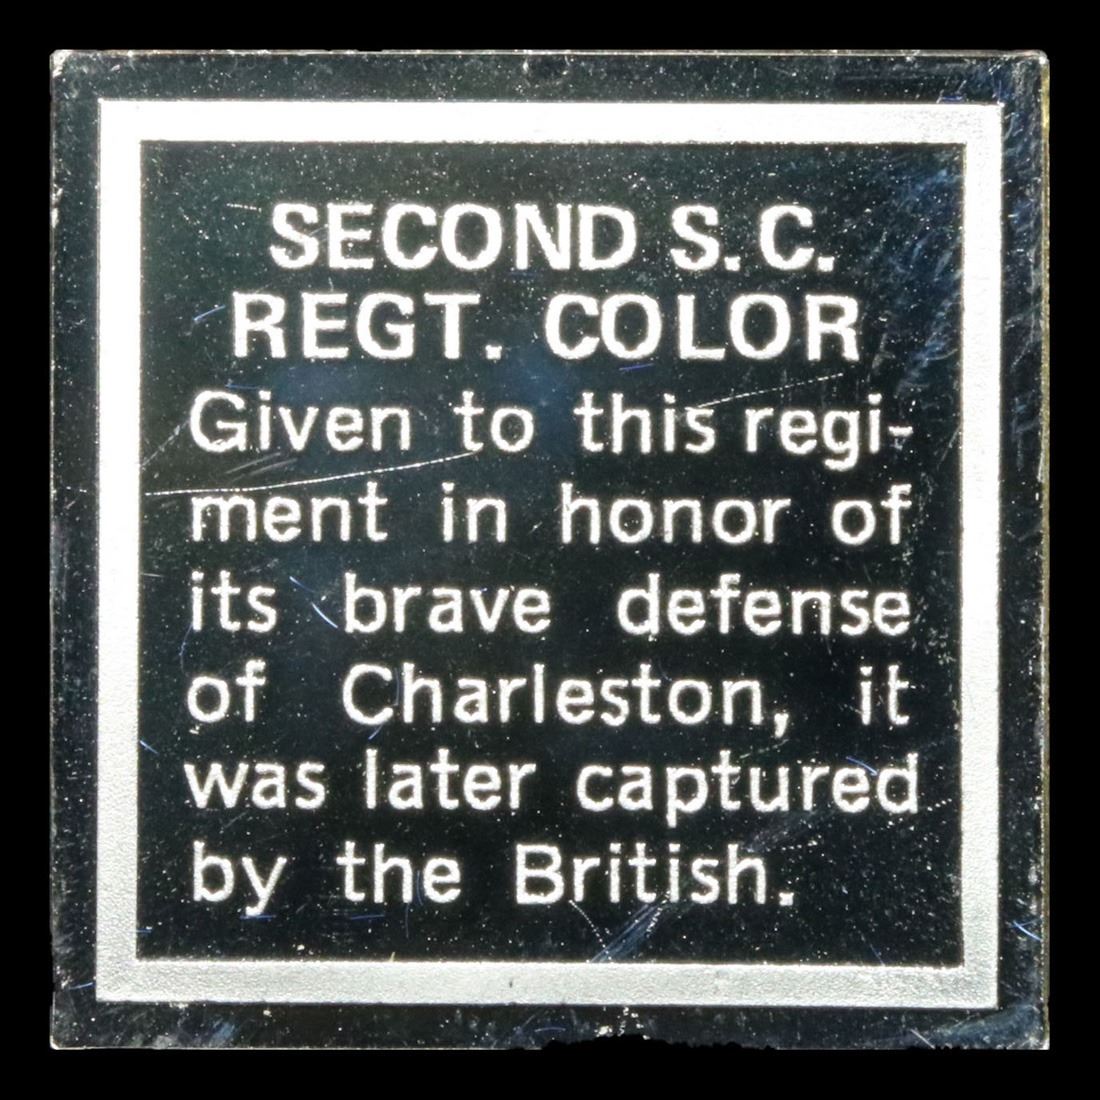 SECOND S.C.
REGT. COLOR
Given to this regi-
ment in honor of
its brave defense
of Charleston, it
was later captured
by the British.